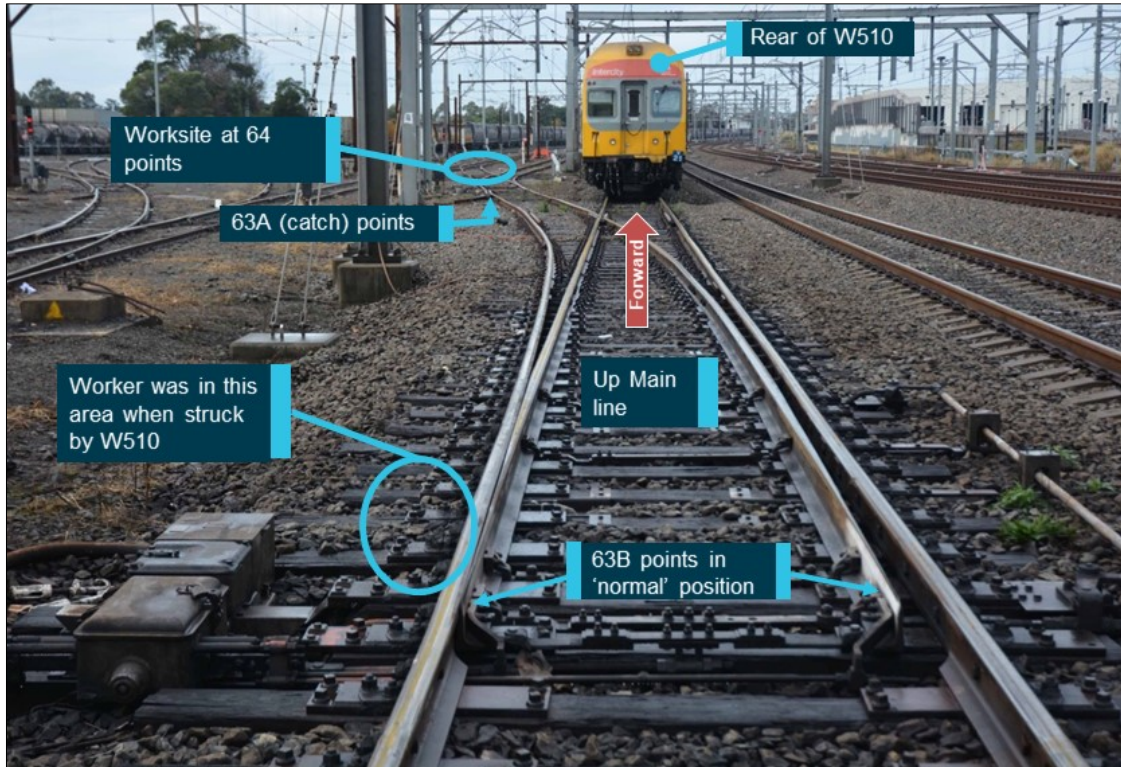 Rear of W510
intercity
Worksite at 64
points
63A (catch) points
Forward
Worker was in this
area when struck
by W510
Up Main
line
63B points in
‘normal’ position